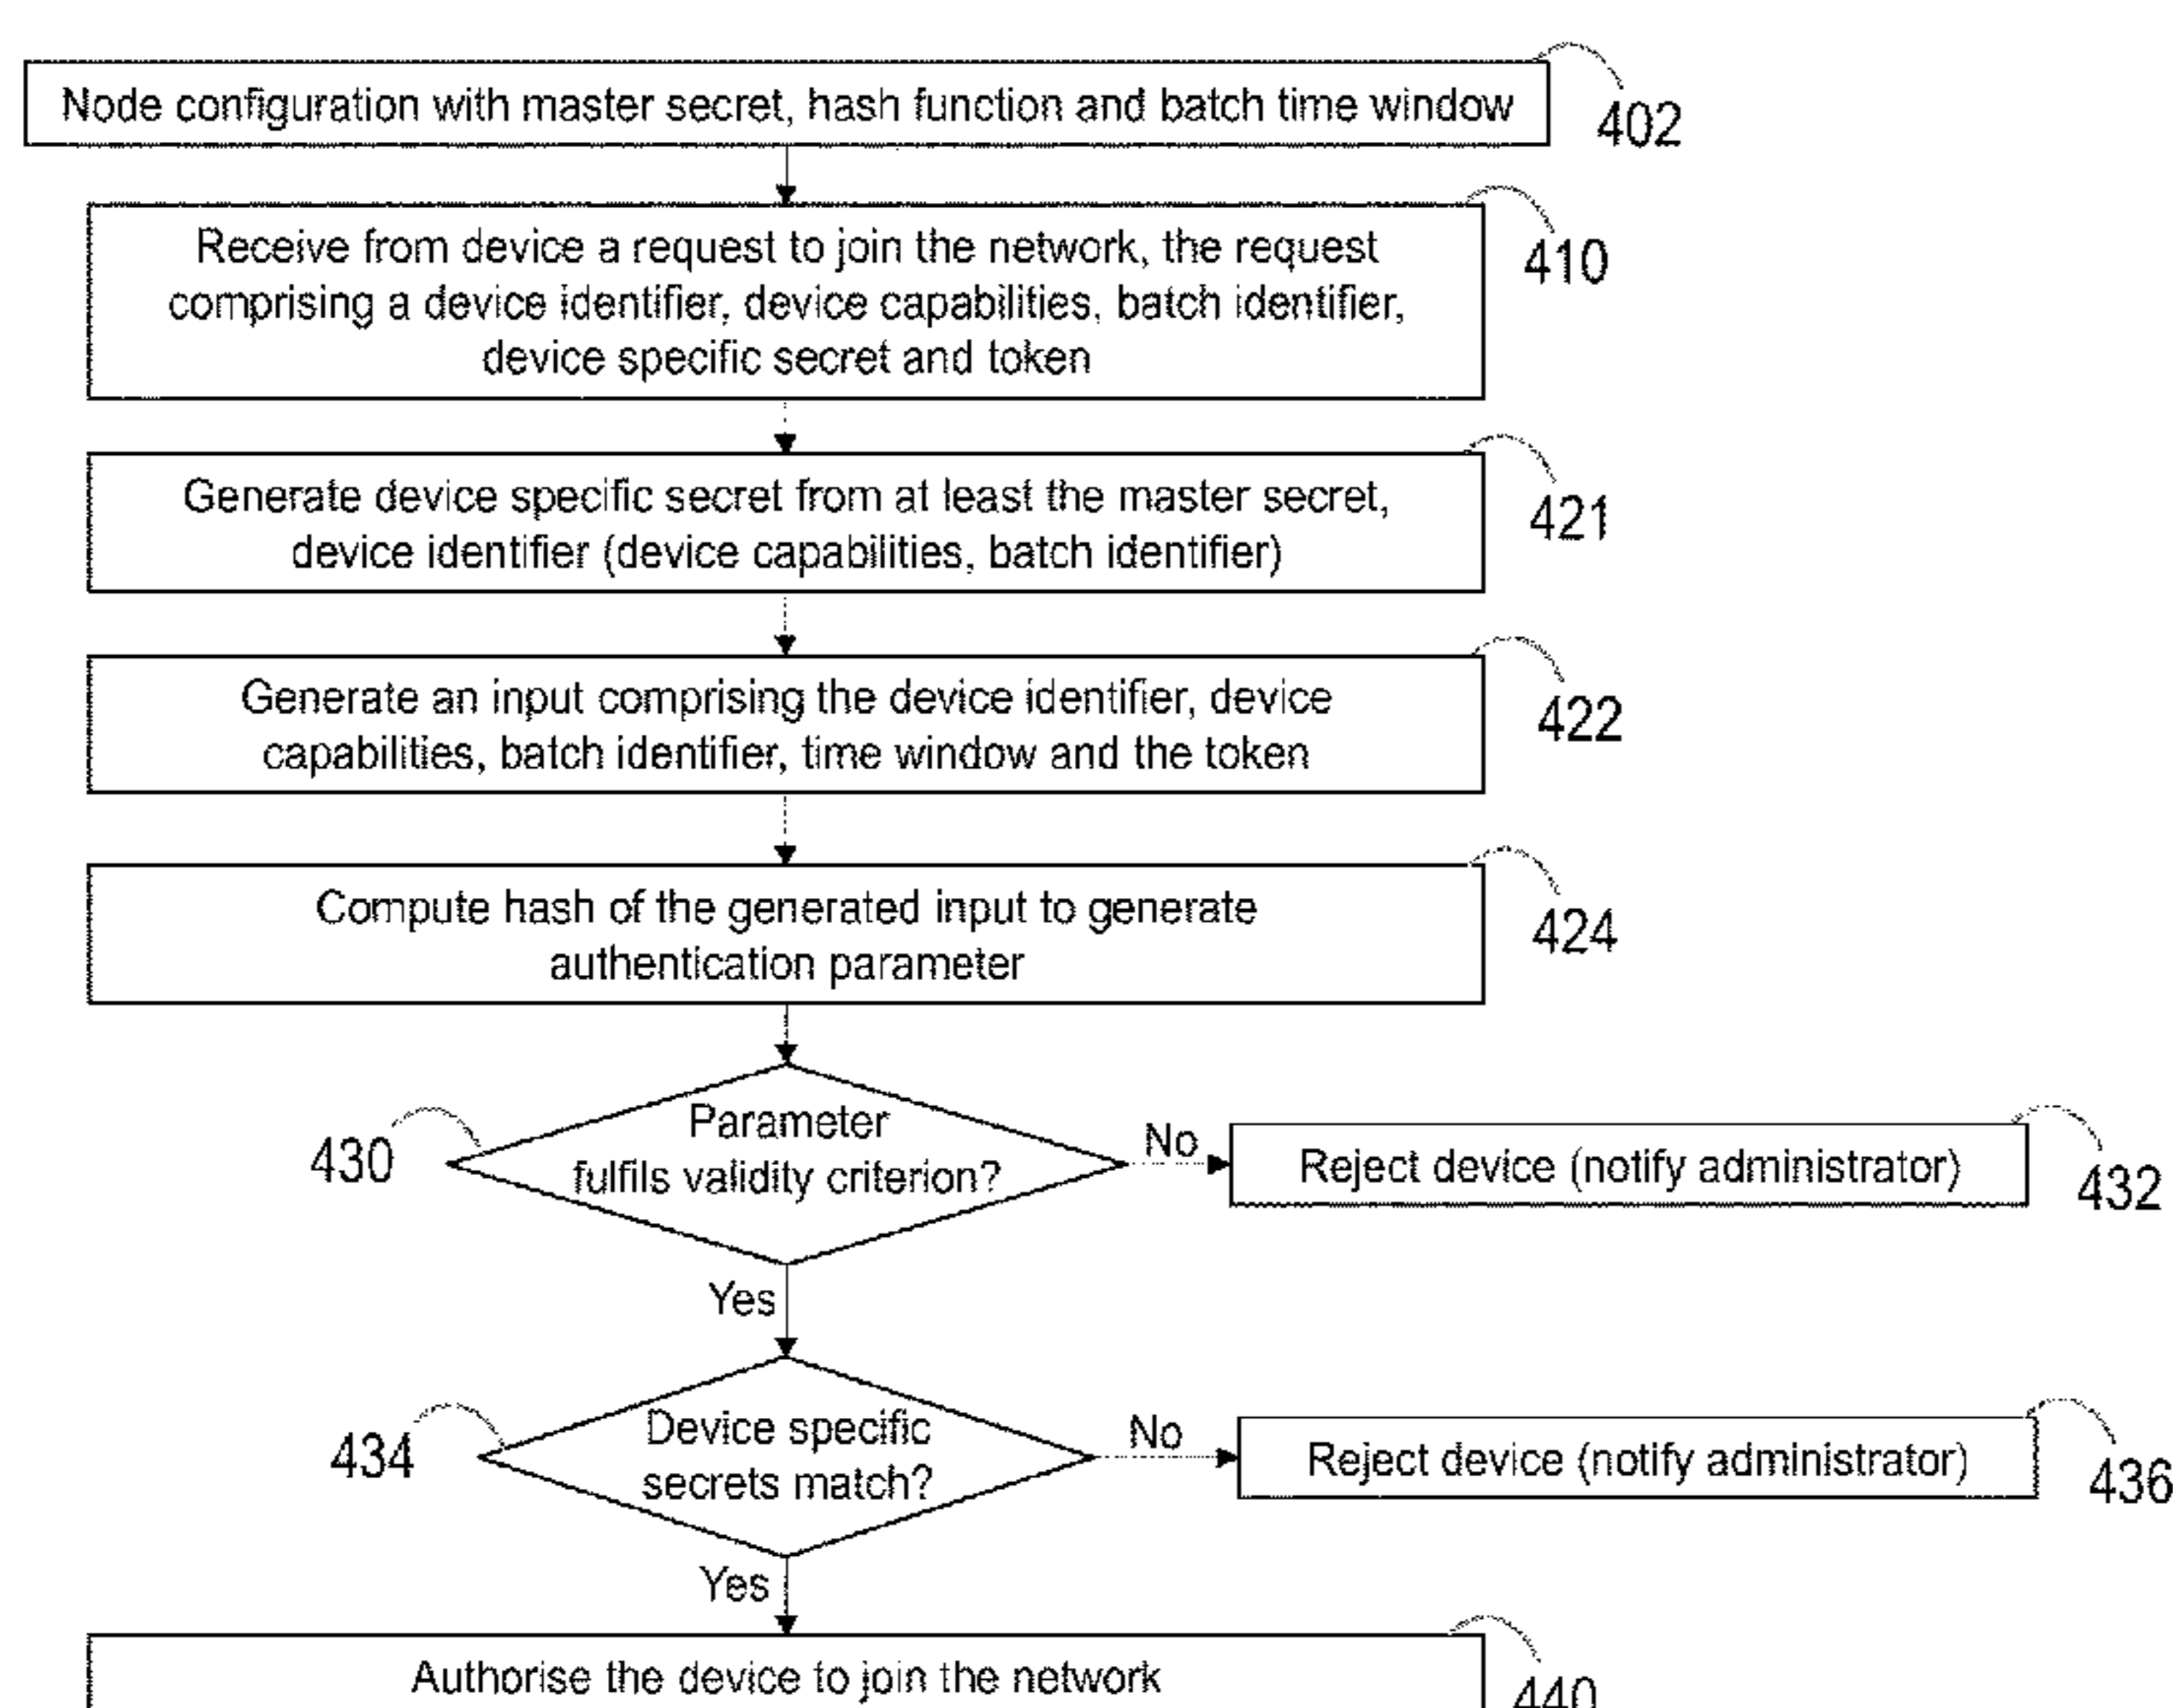 Node configuration with master secret, hash function and batch time window
402
Receive from device a request to join the network, the request
comprising a device identifier, device capabilities, batch identifier,
device specific secret and token
410
Generate device specific secret from at least the master secret,
device identifier (device capabilities, batch identifier)
421
Generate an input comprising the device identifier, device
capabilities, batch identifier, time window and the token
422
Compute hash of the generated input to generate
authentication parameter
424
Parameter
fulfils validity criterion?
430
No
Reject device (notify administrator)
432
Yes
Device specific
secrets match?
434
No
Reject device (notify administrator)
436
Yes
Authorise the device to join the network
440